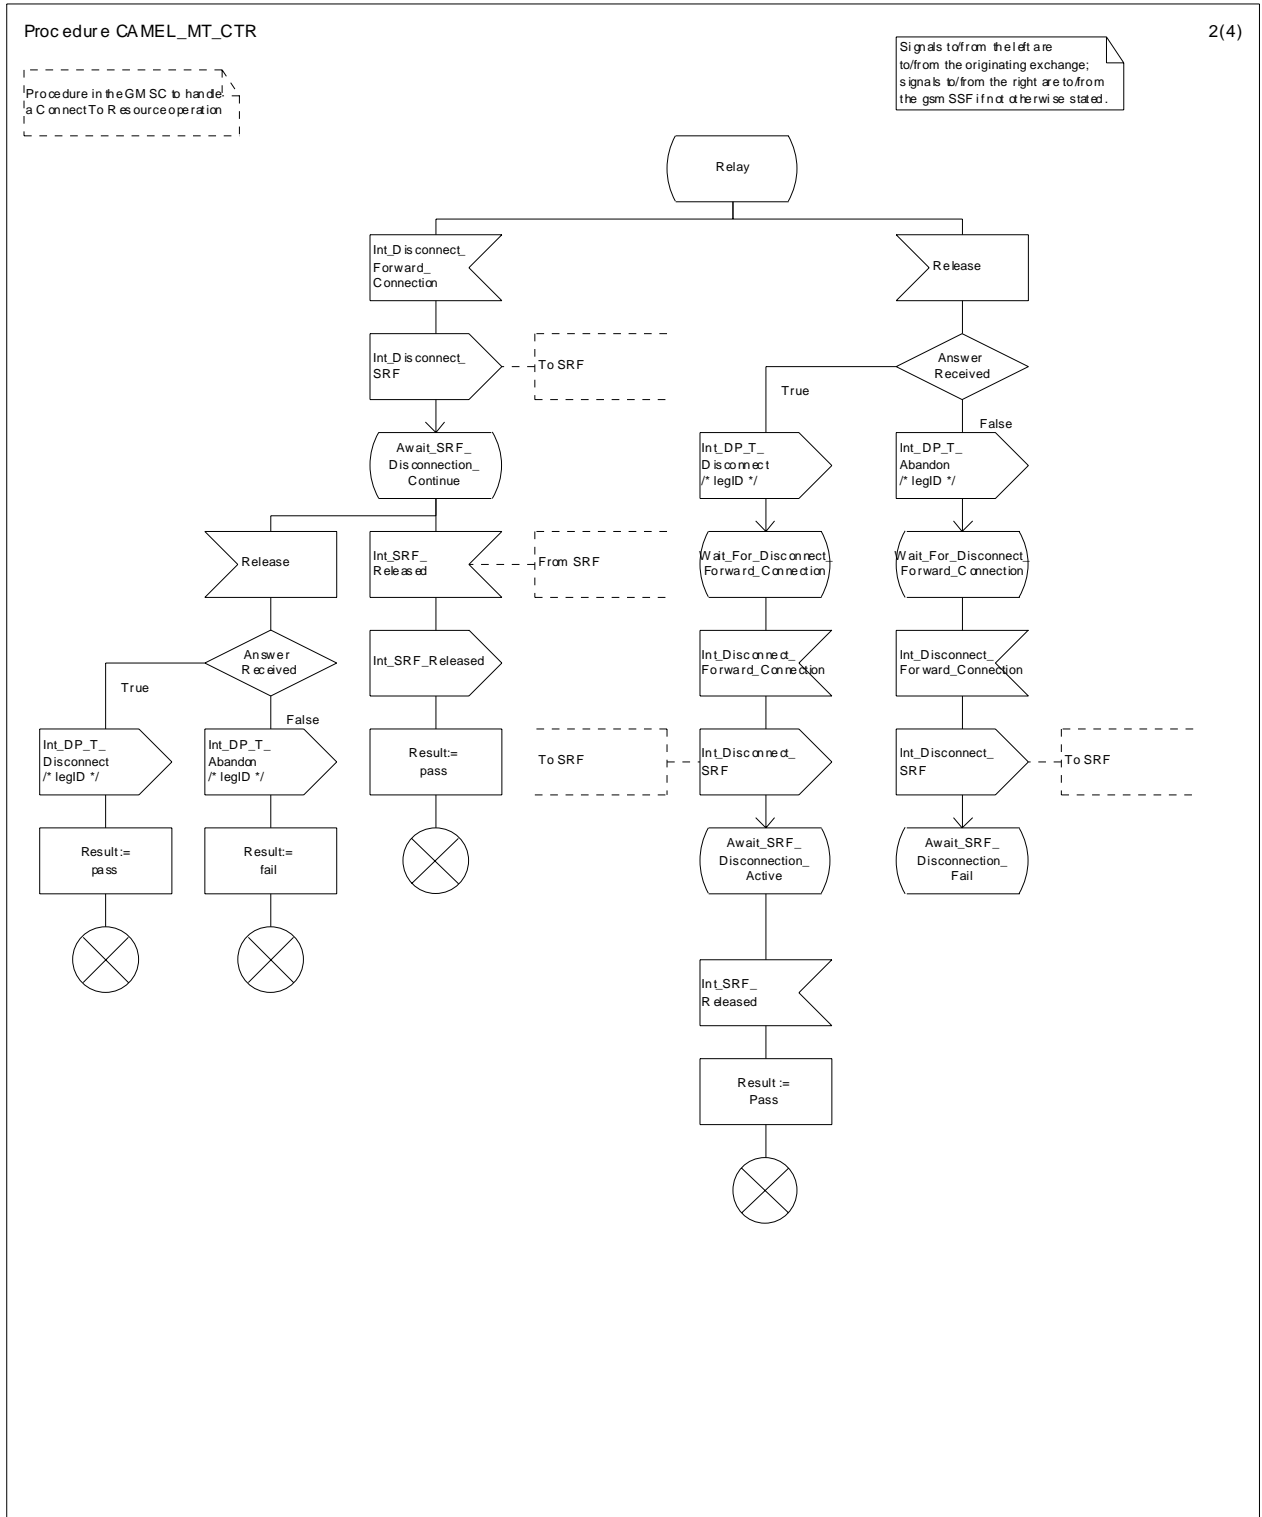 Procedure CAMEL_MT_CTR
2(4)
Procedure in the GMSC to handle
a Connect To Resource operation
Signals to/from the left are
to/from the originating exchange;
signals to/from the right are to/from
the gsmSSF if not otherwise stated.
Relay
Int_Disconnect_
Forward_
Connection
Release
Int_Disconnect_
SRF
To SRF
Answer
Received
True
False
Await_SRF_
Disconnection_
Continue
Int_DP_T_
Disconnect
/* legID */
Int_DP_T_
Abandon
/* legID */
Release
Int_SRF_
Released
From SRF
Wait_For_Disconnect_
Forward_Connection
Wait_For_Disconnect_
Forward_Connection
Answer
Received
True
False
Int_SRF_Released
Int_Disconnect_
Forward_Connection
Int_Disconnect_
Forward_Connection
Int_DP_T_
Disconnect
/* legID */
Int_DP_T_
Abandon
/* legID */
Result:=
pass
To SRF
Int_Disconnect_
SRF
Int_Disconnect_
SRF
To SRF
Result:=
pass
Result:=
fail
Await_SRF_
Disconnection_
Active
Await_SRF_
Disconnection_
Fail
Int_SRF_
Released
Result :=
Pass